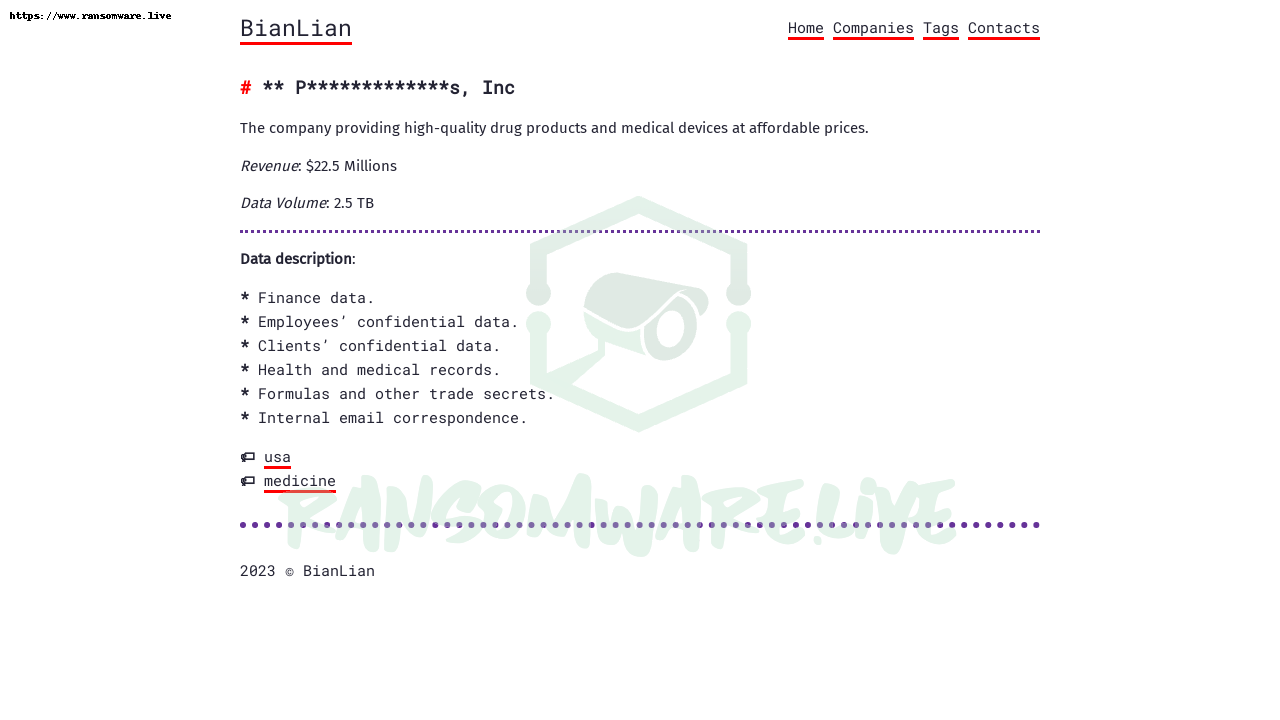 https://www.ransomware.live
BianLian
Home Companies Tags Contacts
# ** P*************s, Inc
The company providing high-quality drug products and medical devices at affordable prices.
Revenue: $22.5 Millions
Data Volume: 2.5 TB
Data description:
* Finance data.
* Employees’ confidential data.
* Clients’ confidential data.
* Health and medical records.
* Formulas and other trade secrets.
* Internal email correspondence.
usa
medicine
RANSOMWARE.LIVE
2023 © BianLian